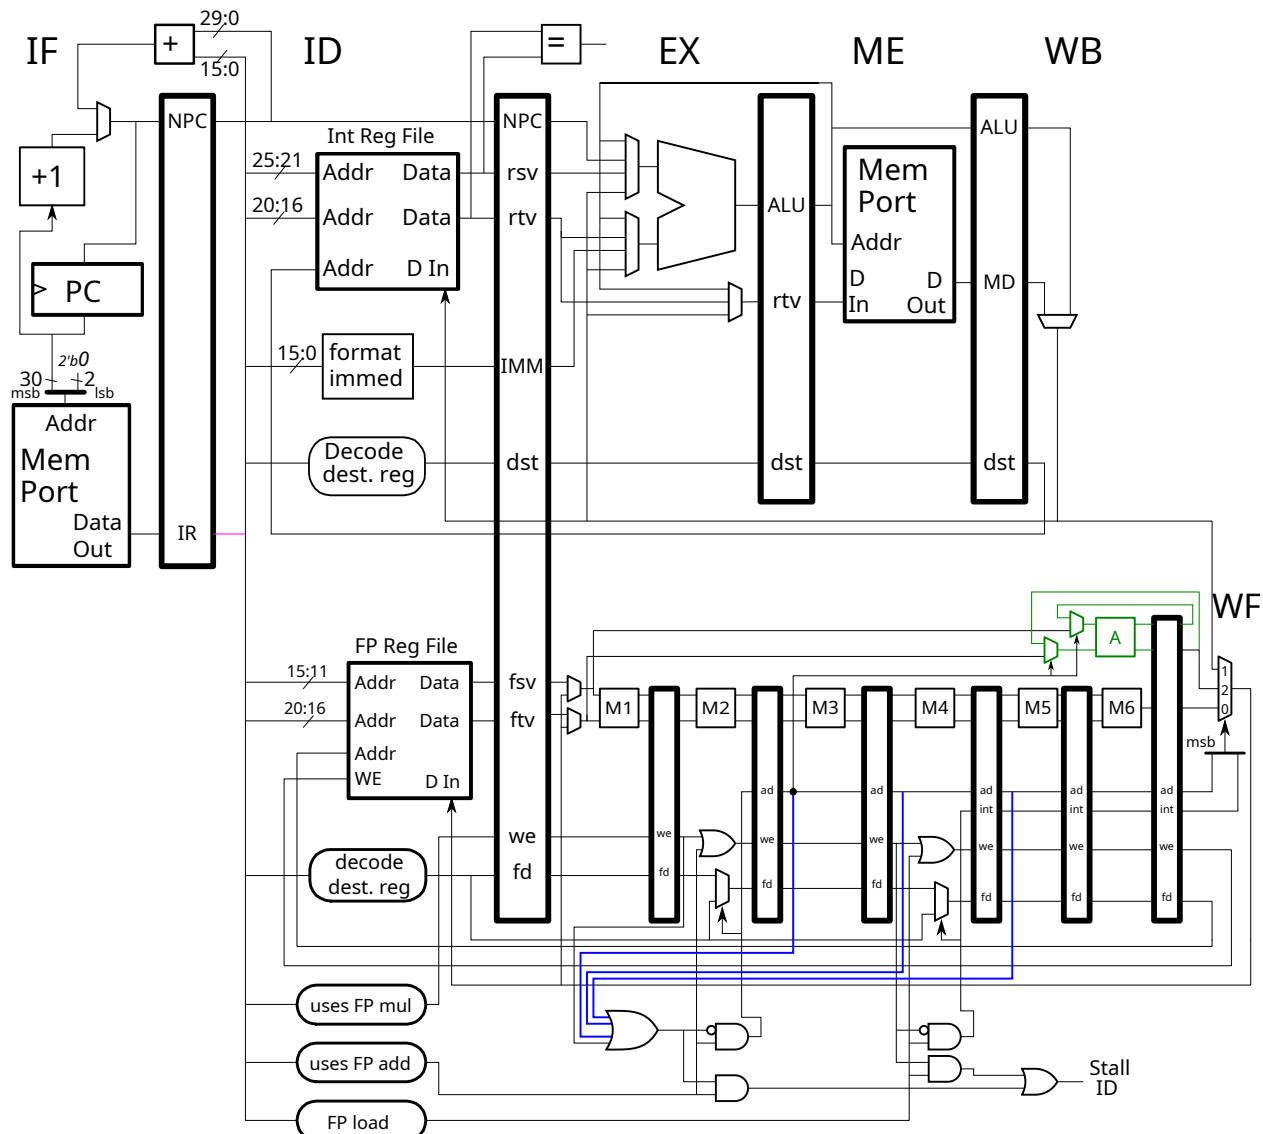 IF
ID
EX
ME
WB
29:0
+
15:0
=
NPC
NPC
ALU
+1
Int Reg File
25:21
Addr
Data
rsv
20:16
Addr
Data
rtv
Addr
D In
ALU
rtv
Mem
Port
Addr
D
In
D
Out
MD
PC
2'b0
30
2
msb
lsb
15:0
format
immed
IMM
Addr
Mem
Port
Data
Out
IR
Decode
dest. reg
dst
dst
dst
WF
FP Reg File
15:11
Addr
Data
fsv
20:16
Addr
Data
ftv
Addr
WE
D In
A
M1
M2
M3
M4
M5
M6
1
2
0
msb
ad
ad
ad
ad
ad
int
int
int
we
we
we
we
we
we
we
decode
dest. reg
fd
fd
fd
fd
fd
fd
fd
uses FP mul
uses FP add
FP load
Stall
ID